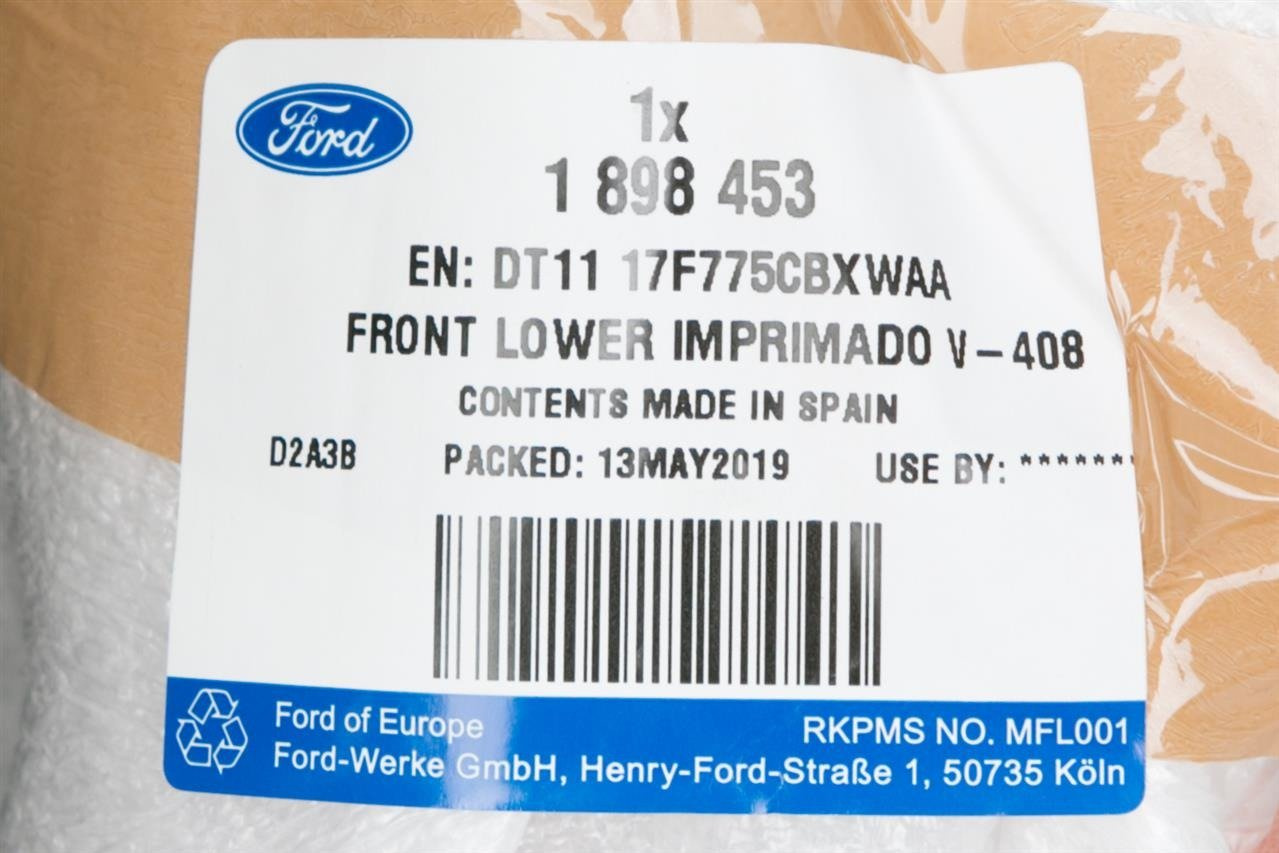 Ford
1x
1 898 453
EN: DT11 17F775CBXWAA
FRONT LOWER IMPRIMADO V-408
CONTENTS MADE IN SPAIN
D2A3B PACKED: 13MAY2019 USE BY: *******
Ford of Europe RKPMS NO. MFL001
Ford-Werke GmbH, Henry-Ford-Straße 1, 50735 Köln